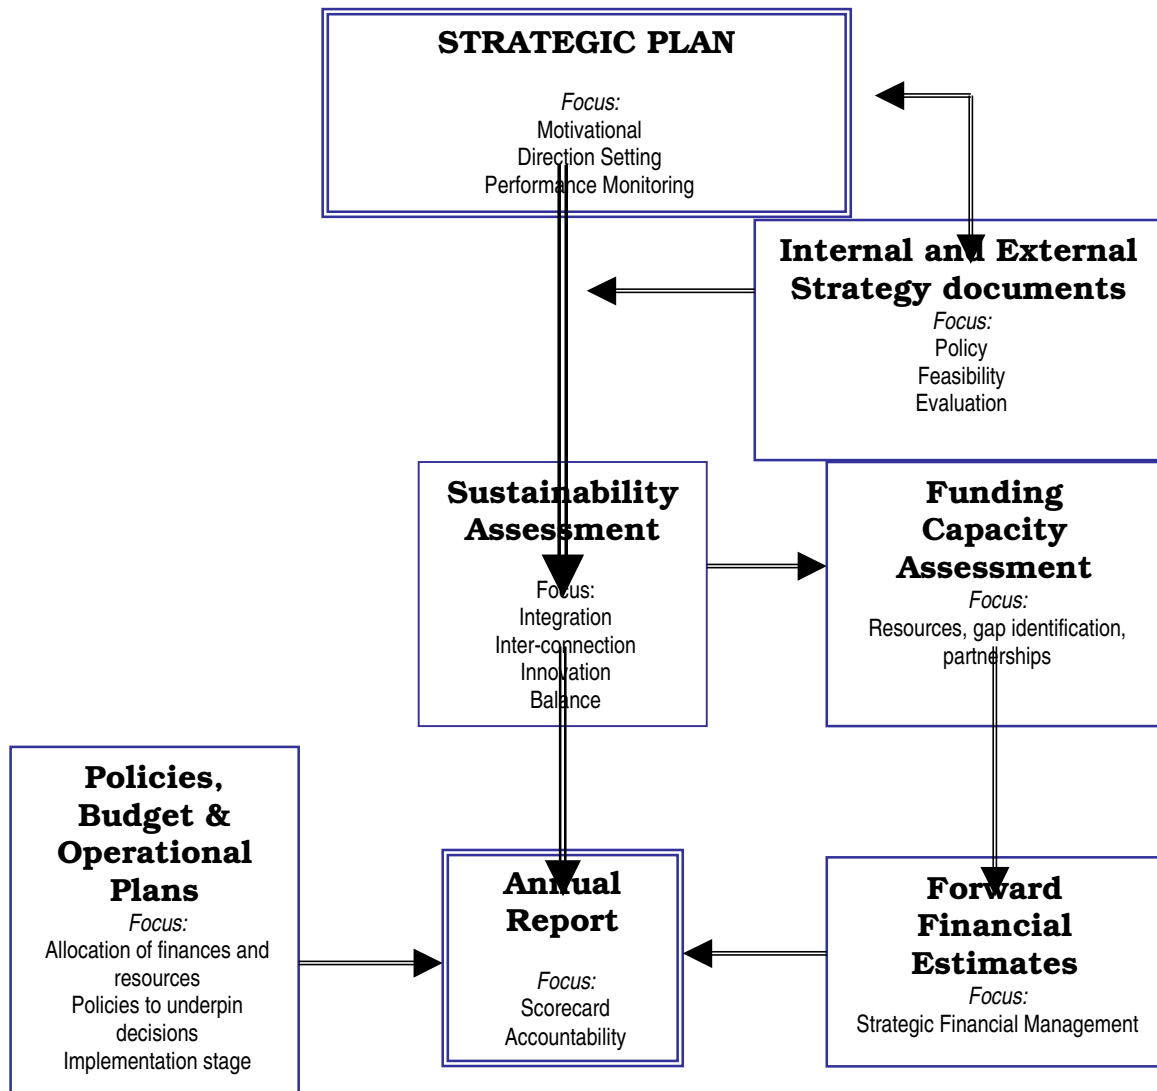 STRATEGIC PLAN
Focus:
Motivational
Direction Setting
Performance Monitoring
Internal and External
Strategy documents
Focus:
Policy
Feasibility
Evaluation
Sustainability
Assessment
Focus:
Integration
Inter-connection
Innovation
Balance
Funding
Capacity
Assessment
Focus:
Resources, gap identification,
partnerships
Policies,
Budget &
Operational
Plans
Focus:
Allocation of finances and
resources
Policies to underpin
decisions
Implementation stage
Annual
Report
Focus:
Scorecard
Accountability
Forward
Financial
Estimates
Focus:
Strategic Financial Management